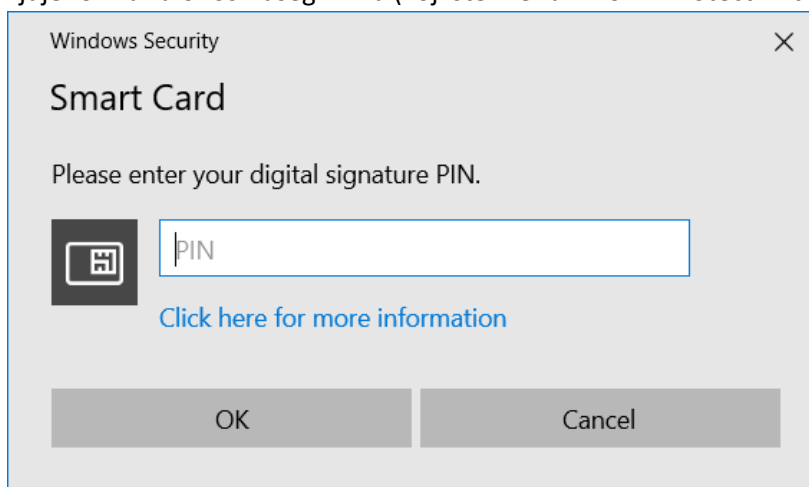 Windows Security
Smart Card
Please enter your digital signature PIN.
PIN
Click here for more information
OK
Cancel